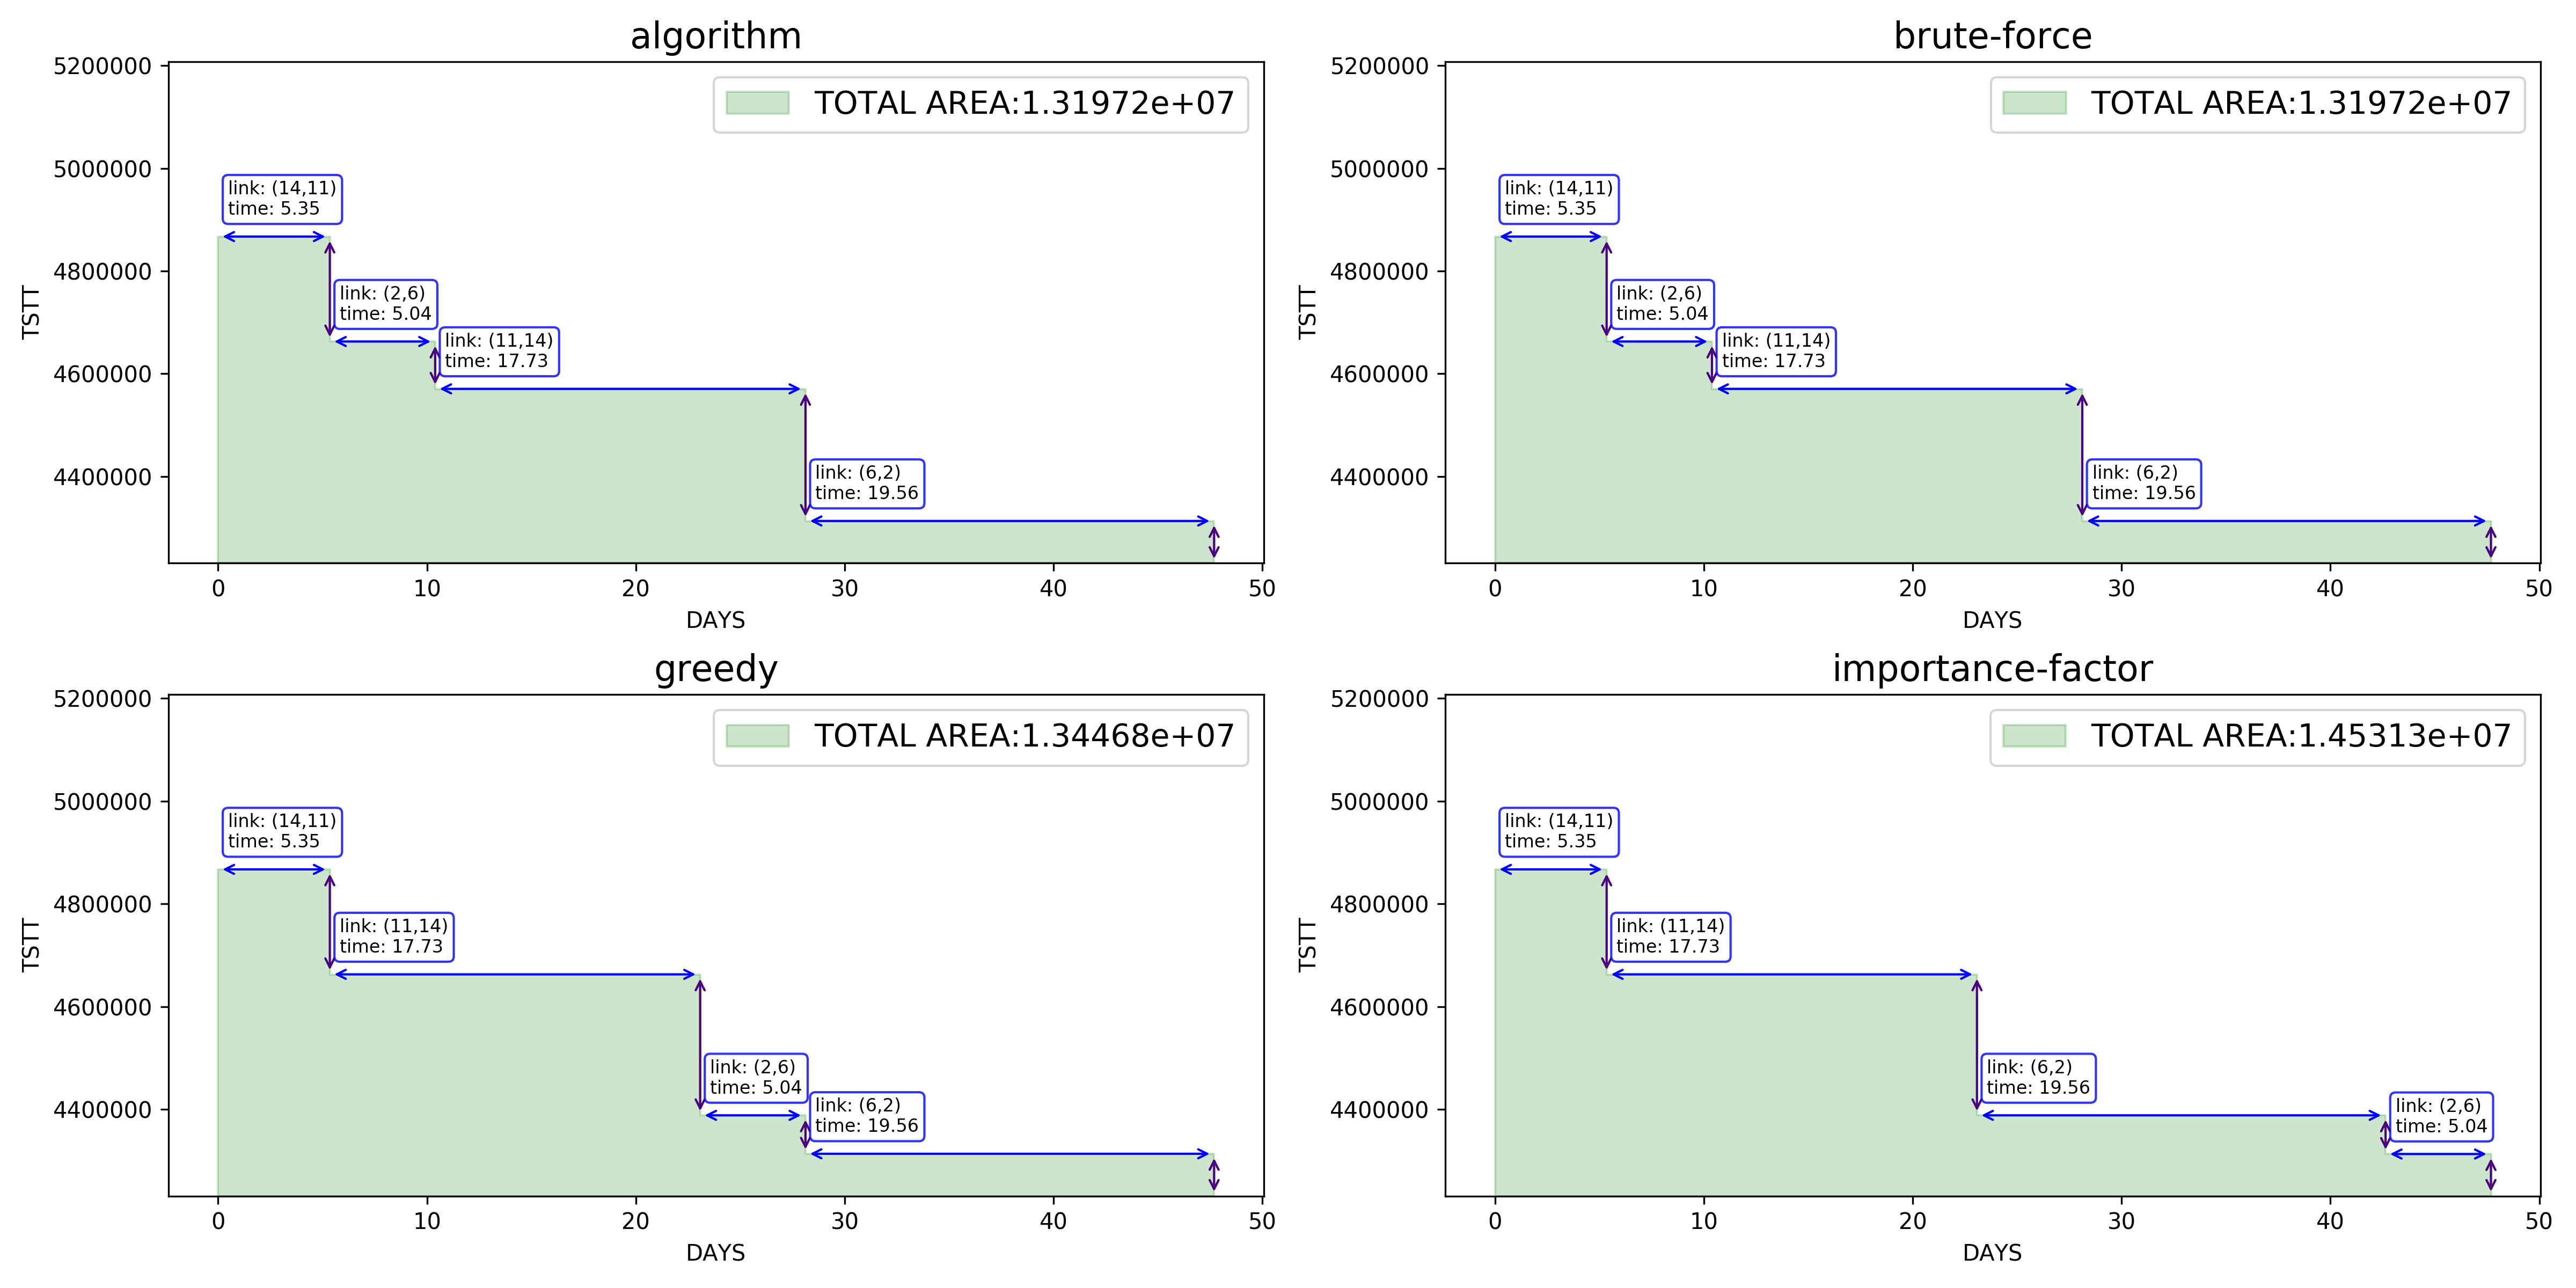 algorithm
TOTAL AREA:1.31972e+07
5200000
5000000
4800000
4600000
4400000
TSTT
link: (14,11)
time: 5.35
link: (2,6)
time: 5.04
link: (11,14)
time: 17.73
link: (6,2)
time: 19.56
0 10 20 30 40 50
DAYS
brute-force
TOTAL AREA:1.31972e+07
5200000
5000000
4800000
4600000
4400000
TSTT
link: (14,11)
time: 5.35
link: (2,6)
time: 5.04
link: (11,14)
time: 17.73
link: (6,2)
time: 19.56
0 10 20 30 40 50
DAYS
greedy
TOTAL AREA:1.34468e+07
5200000
5000000
4800000
4600000
4400000
TSTT
link: (14,11)
time: 5.35
link: (11,14)
time: 17.73
link: (2,6)
time: 5.04
link: (6,2)
time: 19.56
0 10 20 30 40 50
DAYS
importance-factor
TOTAL AREA:1.45313e+07
5200000
5000000
4800000
4600000
4400000
TSTT
link: (14,11)
time: 5.35
link: (11,14)
time: 17.73
link: (6,2)
time: 19.56
link: (2,6)
time: 5.04
0 10 20 30 40 50
DAYS